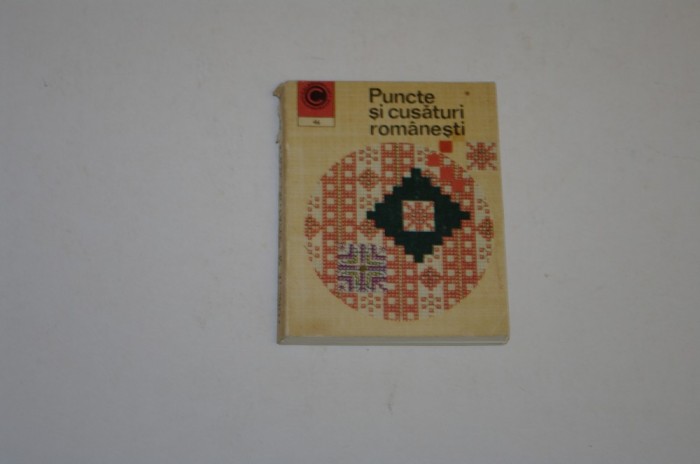 C
Puncte
și cusături
românești